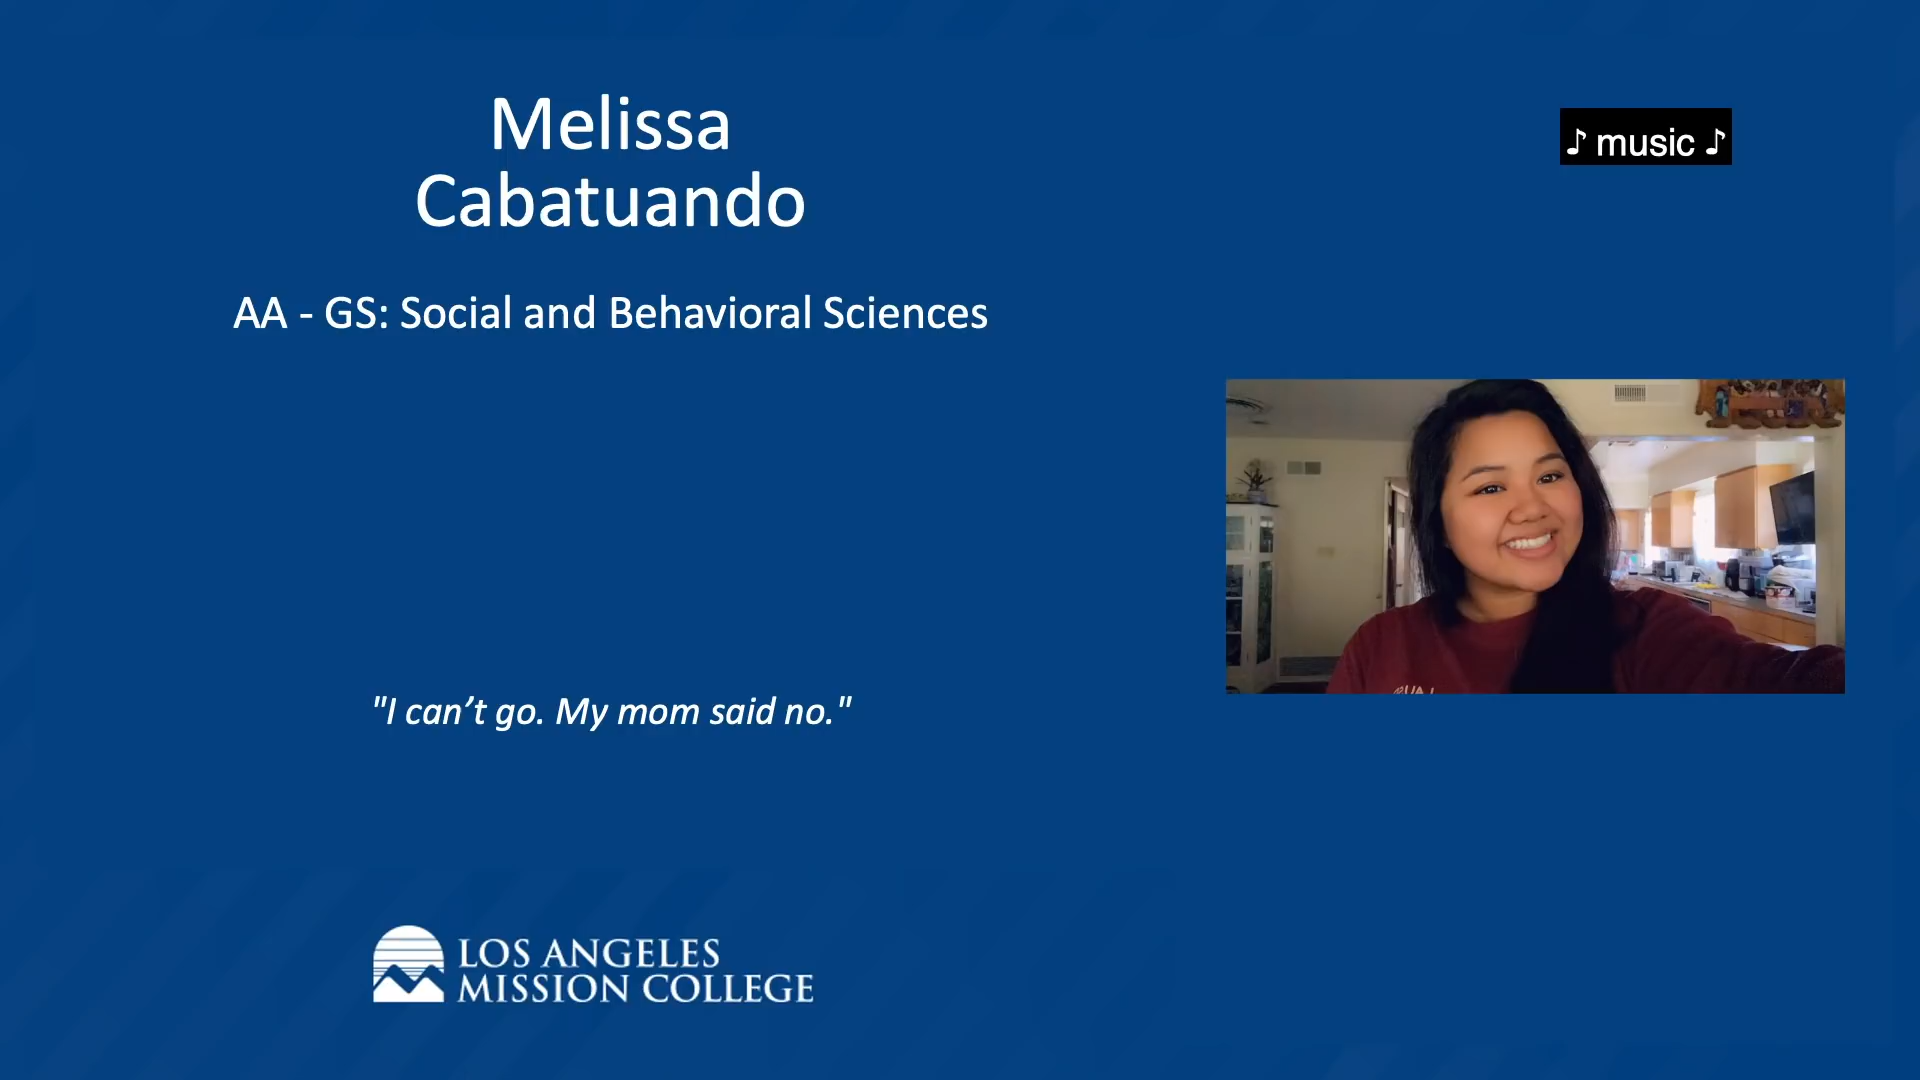 Melissa
Cabatuando
♪ music ♪
AA - GS: Social and Behavioral Sciences
"I can’t go. My mom said no."
LOS ANGELES
MISSION COLLEGE